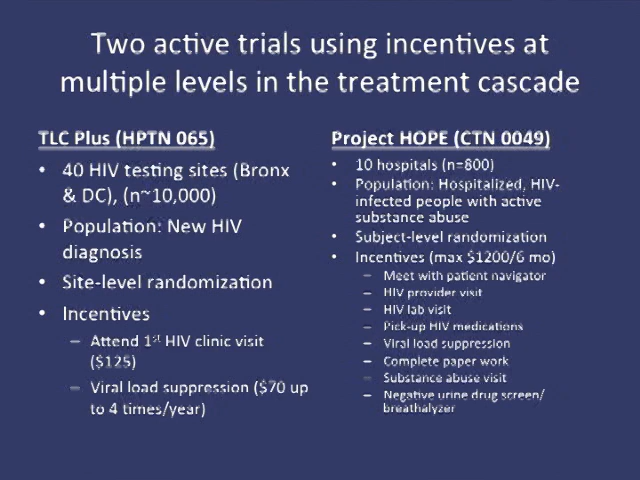 Two active trials using incentives at
multiple levels in the treatment cascade
TLC Plus (HPTN 065)
• 40 HIV testing sites (Bronx
& DC), (n~10,000)
• Population: New HIV
diagnosis
• Site-level randomization
• Incentives
– Attend 1st HIV clinic visit
($125)
– Viral load suppression ($70 up
to 4 times/year)
Project HOPE (CTN 0049)
• 10 hospitals (n=800)
• Population: Hospitalized, HIV-
infected people with active
substance abuse
• Subject-level randomization
• Incentives (max $1200/6 mo)
– Meet with patient navigator
– HIV provider visit
– HIV lab visit
– Pick-up HIV medications
– Viral load suppression
– Complete paper work
– Substance abuse visit
– Negative urine drug screen/
breathalyzer